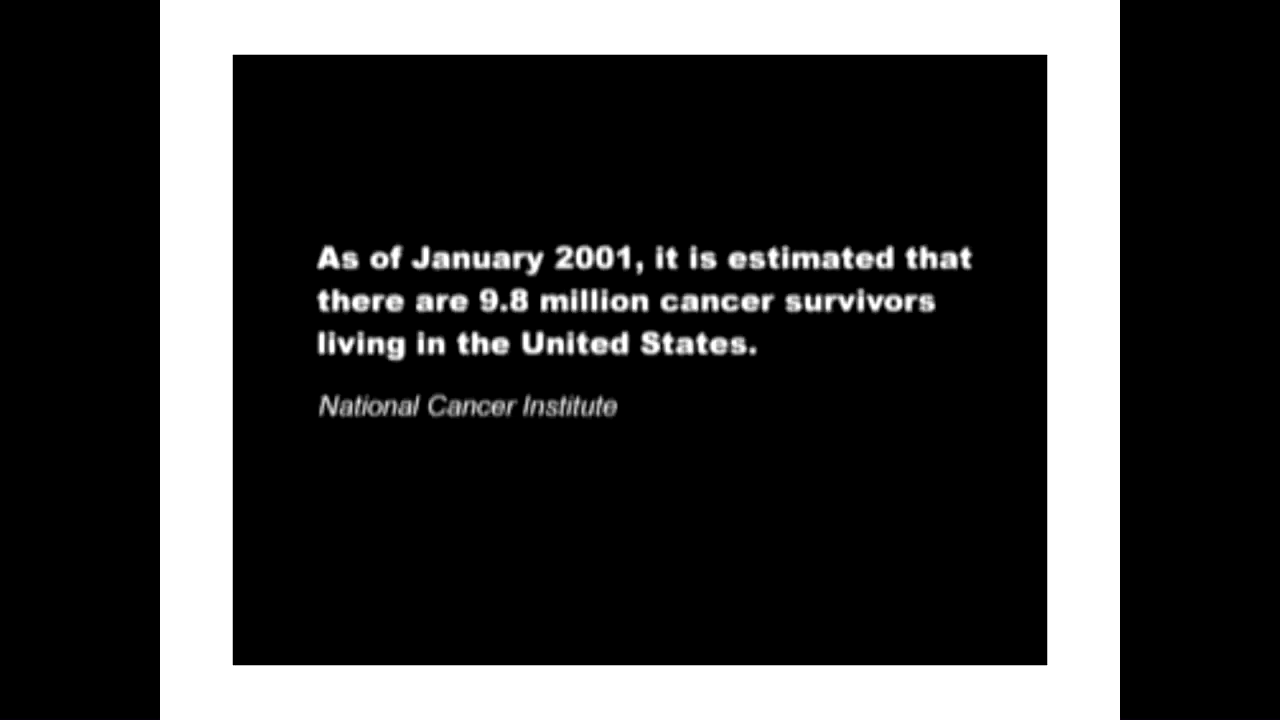 As of January 2001, it is estimated that
there are 9.8 million cancer survivors
living in the United States.
National Cancer Institute